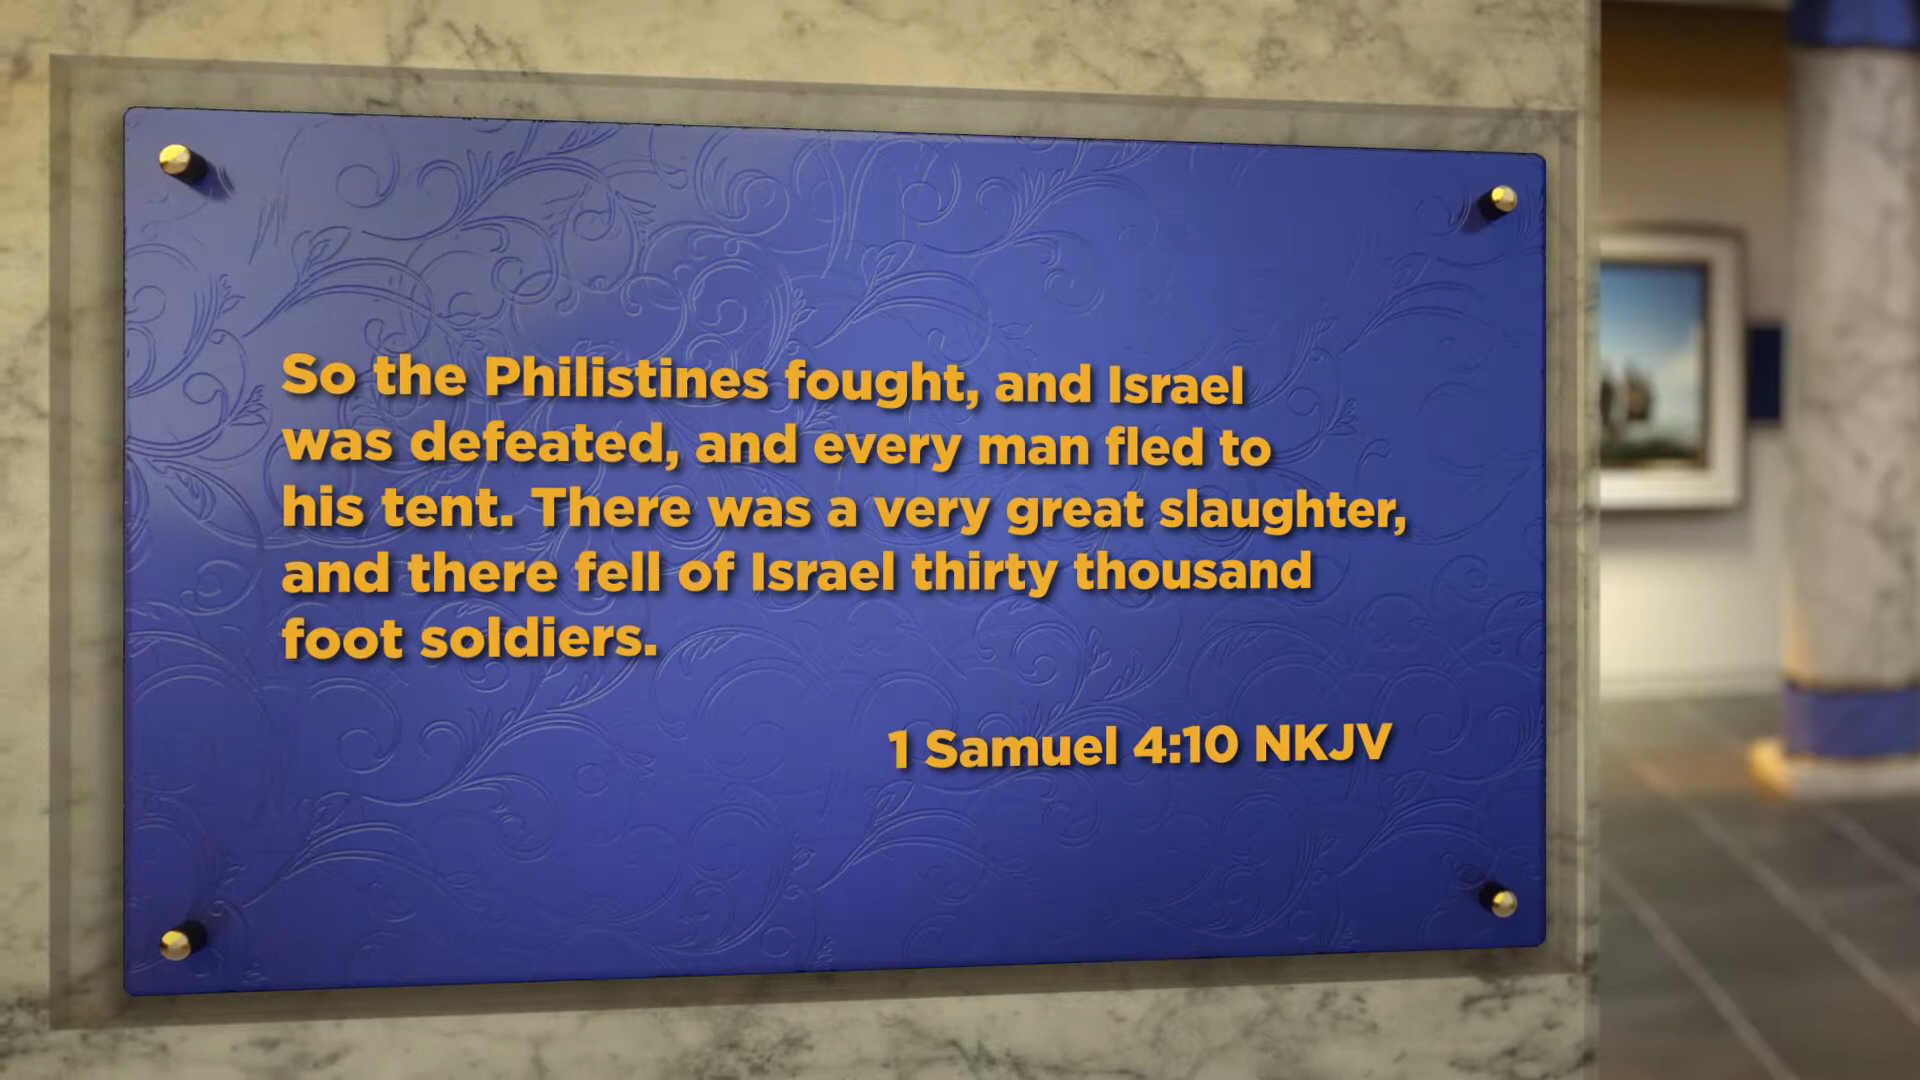 So the Philistines fought, and Israel
was defeated, and every man fled to
his tent. There was a very great slaughter,
and there fell of Israel thirty thousand
foot soldiers.
1 Samuel 4:10 NKJV